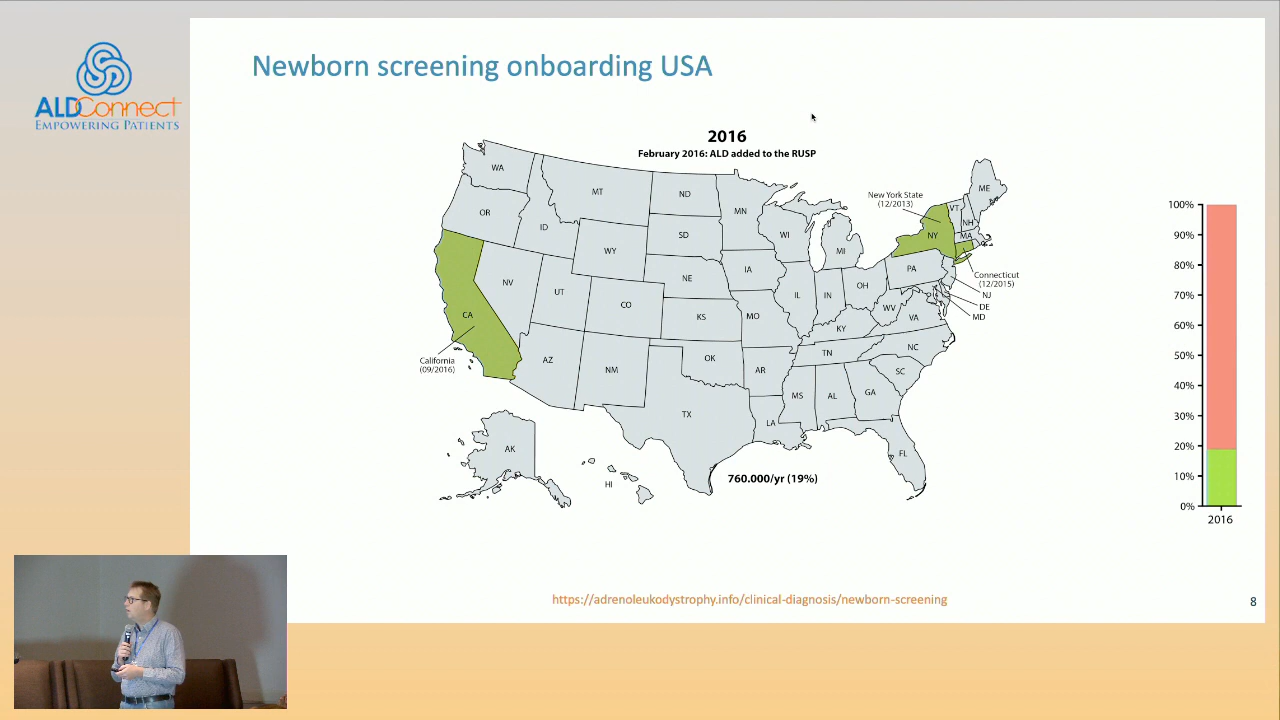 ALDConnect
EMPOWERING PATIENTS
Newborn screening onboarding USA
2016
February 2016: ALD added to the RUSP
WA
MT
ND
MN
ME
OR
ID
SD
WI
MI
New York State
(12/2013)
NY
VT
NH
MA
WY
IA
NE
PA
Connecticut
(12/2015)
NJ
DE
MD
NV
UT
CO
IL
IN
OH
WV
VA
CA
KS
MO
KY
California
(09/2016)
AZ
NM
OK
AR
TN
NC
SC
MS
AL
GA
TX
LA
FL
AK
HI
760.000/yr (19%)
100%
90%
80%
70%
60%
50%
40%
30%
20%
10%
0%
2016
https://adrenoleukodystrophy.info/clinical-diagnosis/newborn-screening
8